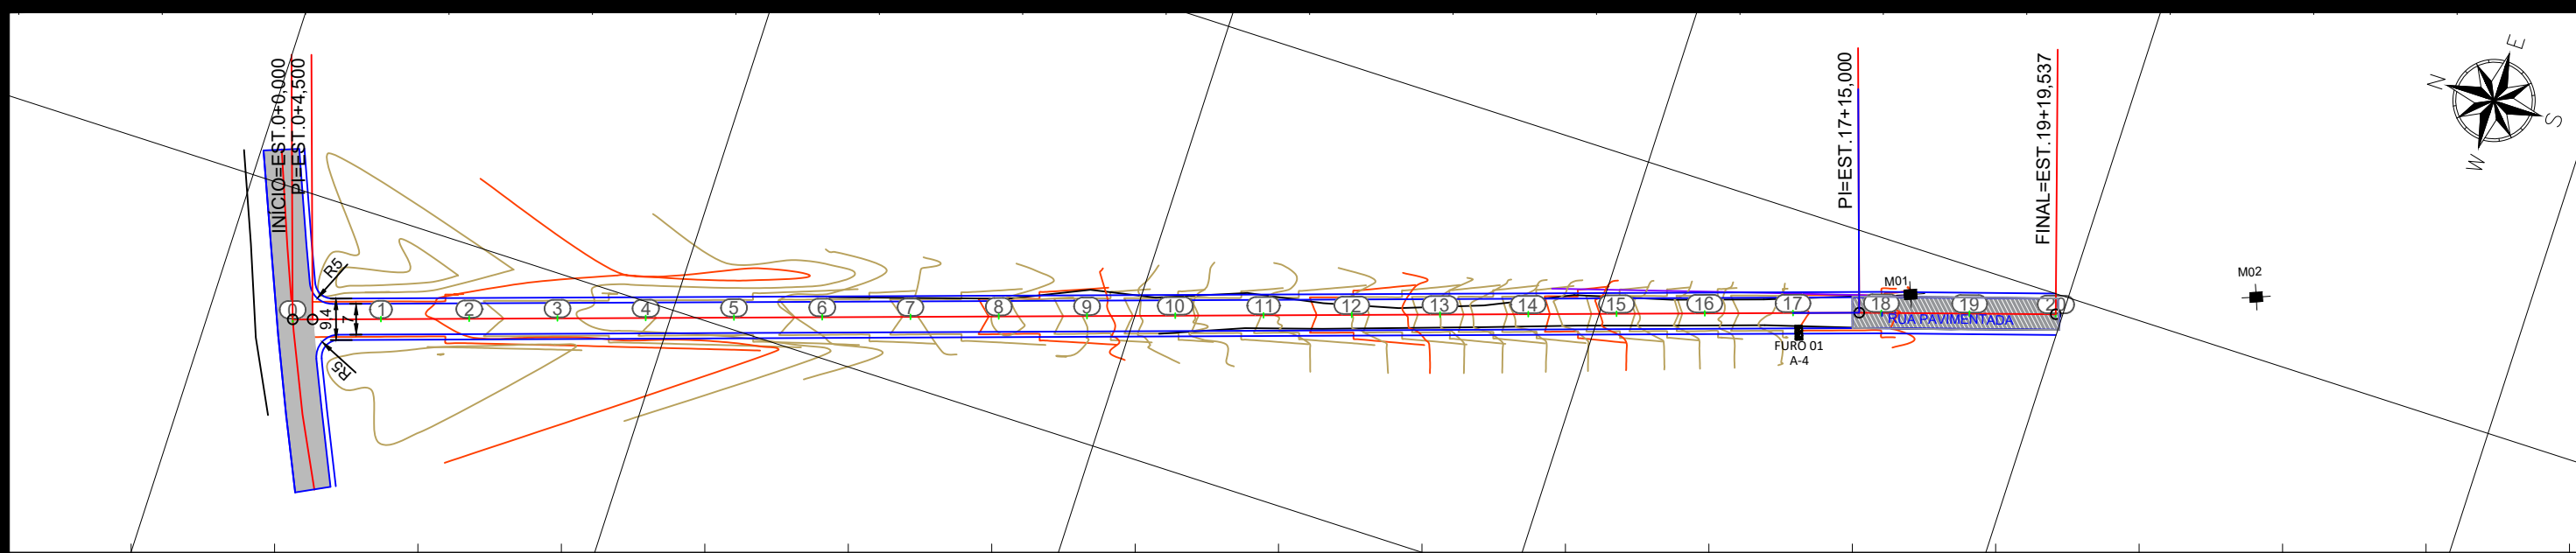 INICIO=EST.0+0,000
PI=EST.0+4,500
PI=EST.17+15,000
FINAL=EST.19+19,537
E
N
S
W
R5
9,4
7
R5
0
1
2
3
4
5
6
7
8
9
10
11
12
13
14
15
16
17
18
19
20
M01
M02
RUA PAVIMENTADA
FURO 01
A-4